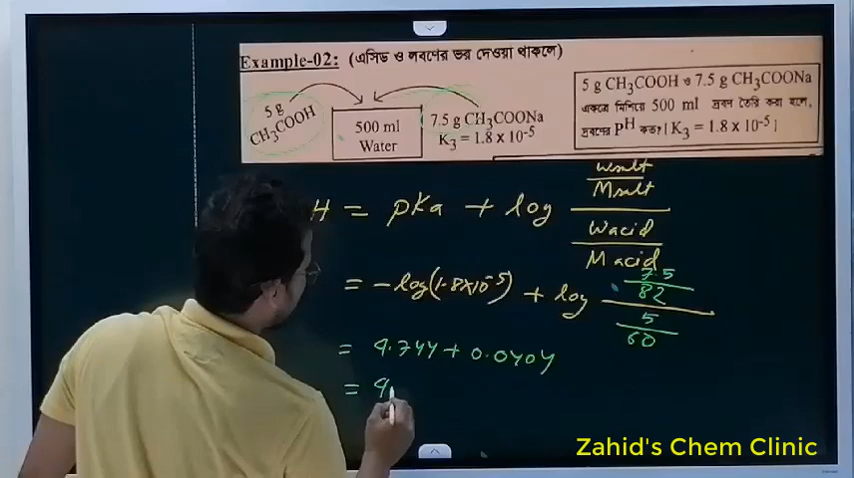 Example-02: (এসিড ও লবণের ভর দেওয়া থাকলে)
5 g
CH₃COOH
500 ml
Water
7.5 g CH₃COONa
K₃ = 1.8 x 10⁻⁵
5 g CH₃COOH ও 7.5 g CH₃COONa
একত্রে মিশিয়ে 500 ml দ্রবণ তৈরি করা হলে,
দ্রবণের Pᴴ কত? [K₃ = 1.8 x 10⁻⁵]
H = pKa + log
Wsalt
Msalt
Wacid
Macid
= -log(1.8x10⁻⁵) + log
7.5
82
5
60
= 4.744 + 0.0404
= 4.
Zahid's Chem Clinic